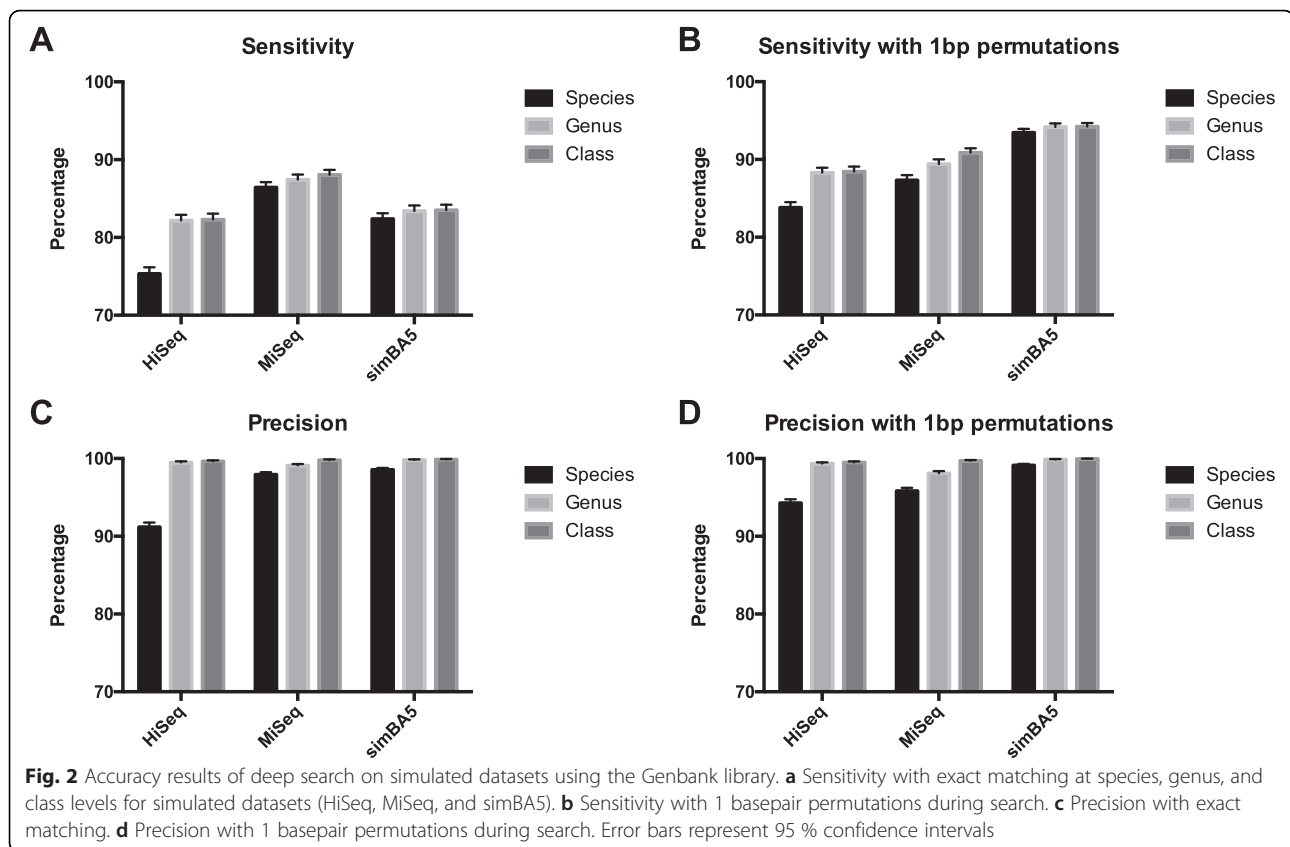 A
Sensitivity
Percentage
100
90
80
70
HiSeq
MiSeq
simBA5
Species
Genus
Class
B
Sensitivity with 1bp permutations
Percentage
100
90
80
70
HiSeq
MiSeq
simBA5
Species
Genus
Class
C
Precision
Percentage
100
90
80
70
HiSeq
MiSeq
simBA5
Species
Genus
Class
D
Precision with 1bp permutations
Percentage
100
90
80
70
HiSeq
MiSeq
simBA5
Species
Genus
Class
Fig. 2 Accuracy results of deep search on simulated datasets using the Genbank library. a Sensitivity with exact matching at species, genus, and
class levels for simulated datasets (HiSeq, MiSeq, and simBA5). b Sensitivity with 1 basepair permutations during search. c Precision with exact
matching. d Precision with 1 basepair permutations during search. Error bars represent 95 % confidence intervals